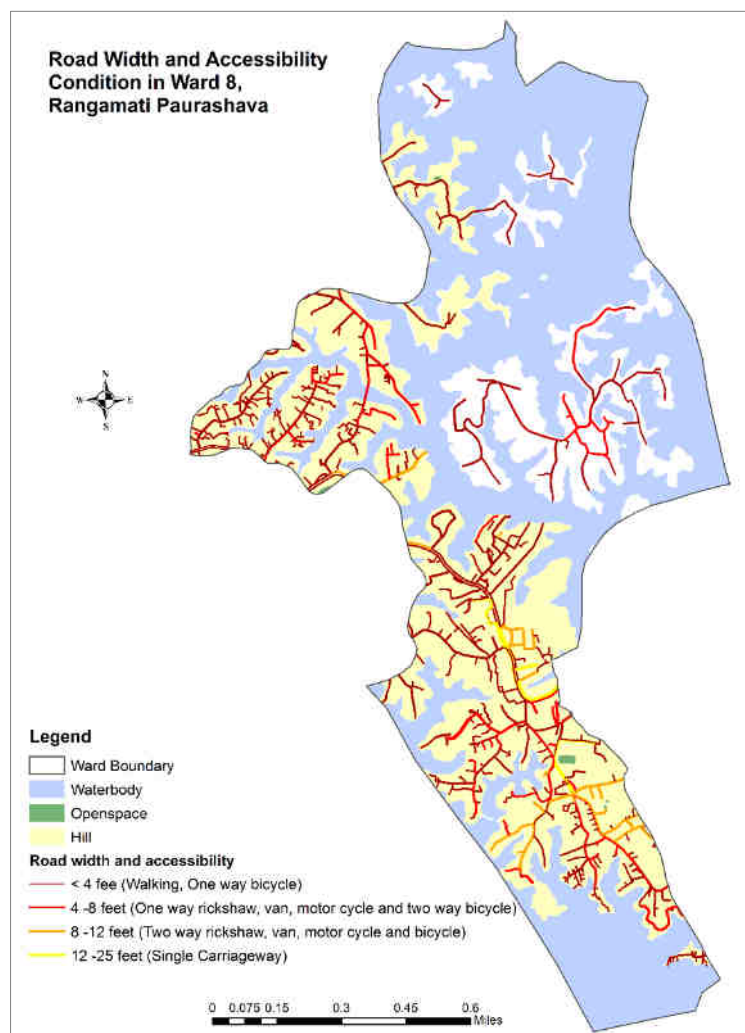 Road Width and Accessibility
Condition in Ward 8,
Rangamati Paurashava
N
W E
S
Legend
Ward Boundary
Waterbody
Openspace
Hill
Road width and accessibility
< 4 fee (Walking, One way bicycle)
4 -8 feet (One way rickshaw, van, motor cycle and two way bicycle)
8 -12 feet (Two way rickshaw, van, motor cycle and bicycle)
12 -25 feet (Single Carriageway)
0 0.075 0.15 0.3 0.45 0.6
Miles